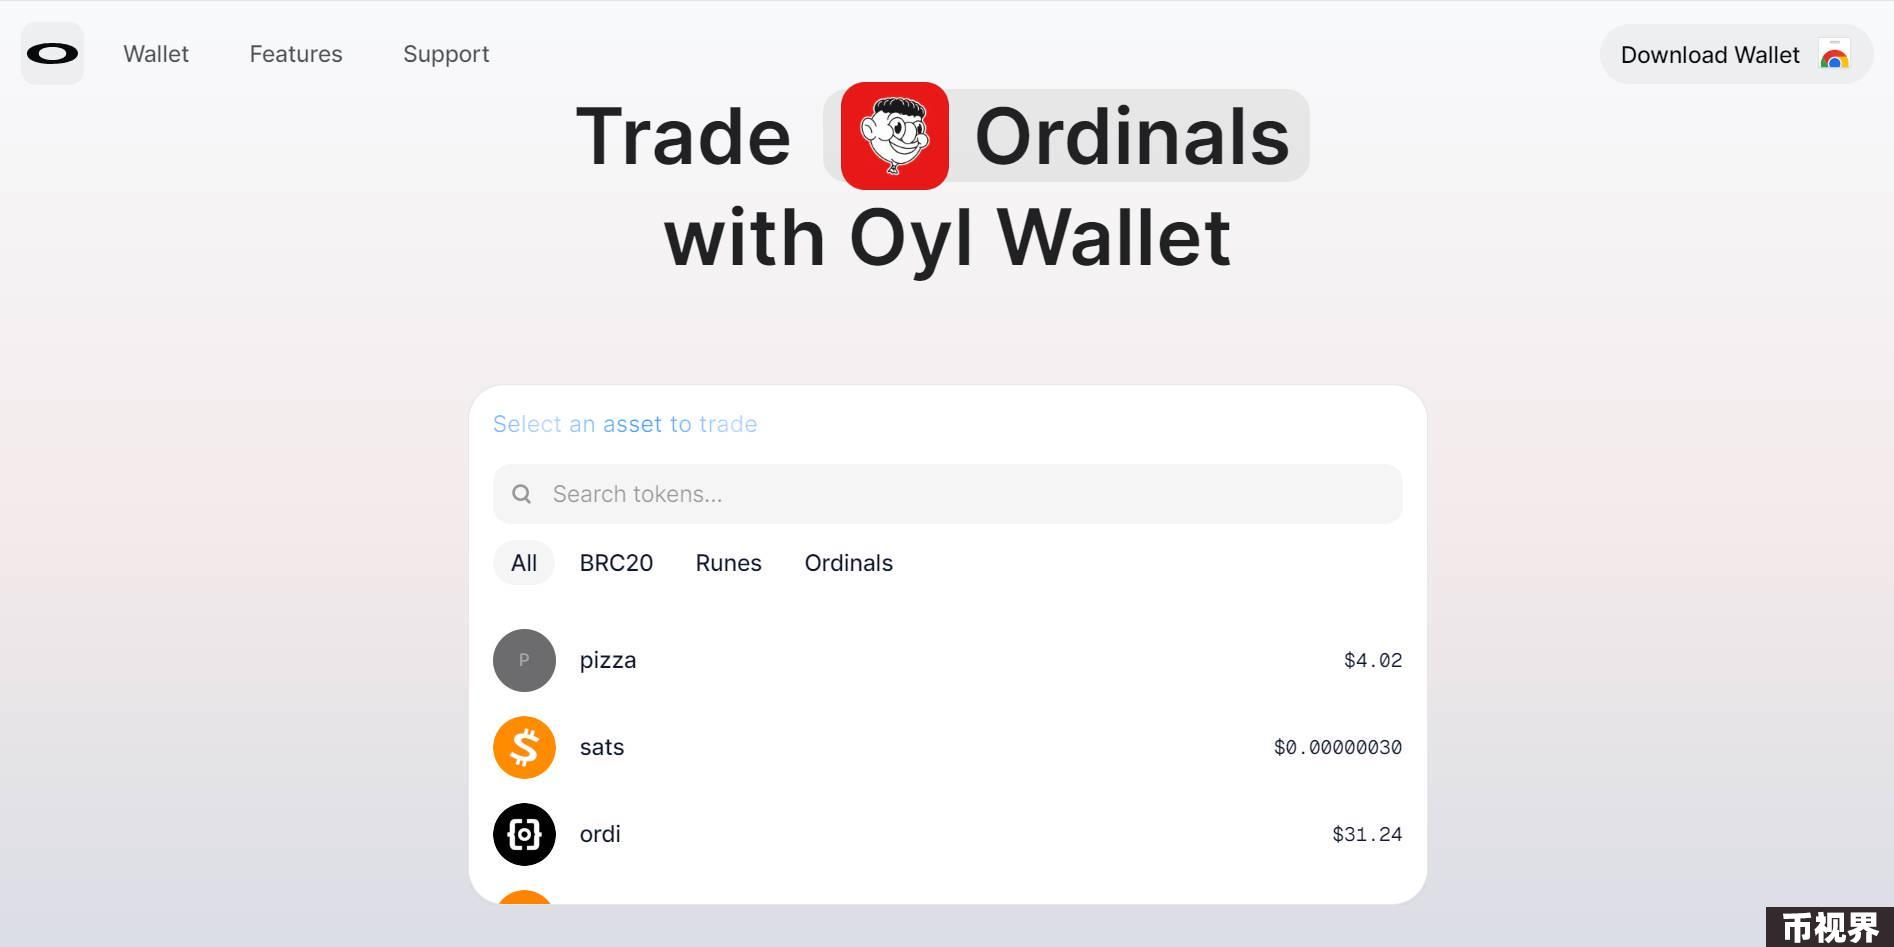 Wallet Features Support
Download Wallet
Trade Ordinals
with Oyl Wallet
Select an asset to trade
Search tokens...
All BRC20 Runes Ordinals
P pizza $4.02
sats $0.00000030
ordi $31.24
币视界